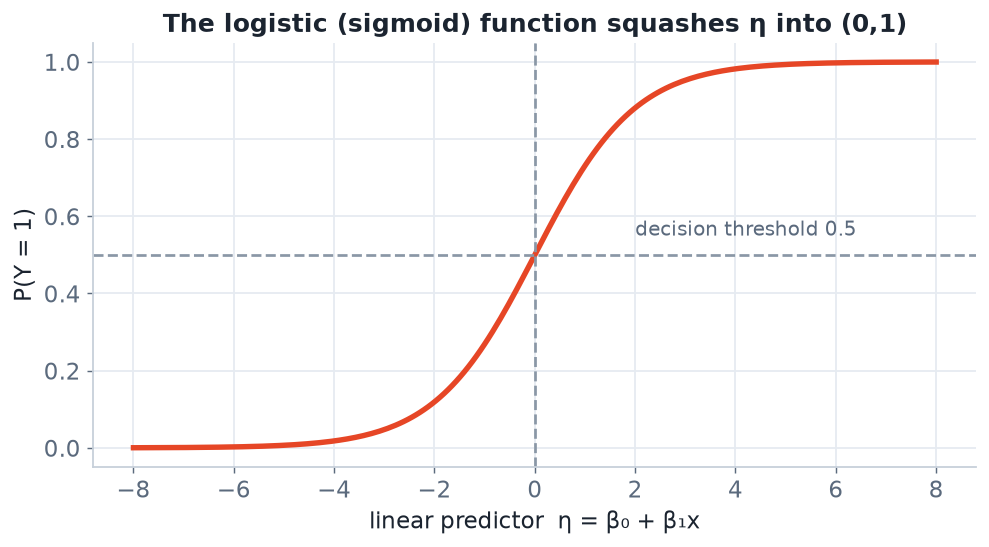 The logistic (sigmoid) function squashes η into (0,1)
P(Y = 1)
1.0
0.8
0.6
0.4
0.2
0.0
decision threshold 0.5
−8 −6 −4 −2 0 2 4 6 8
linear predictor η = β₀ + β₁x